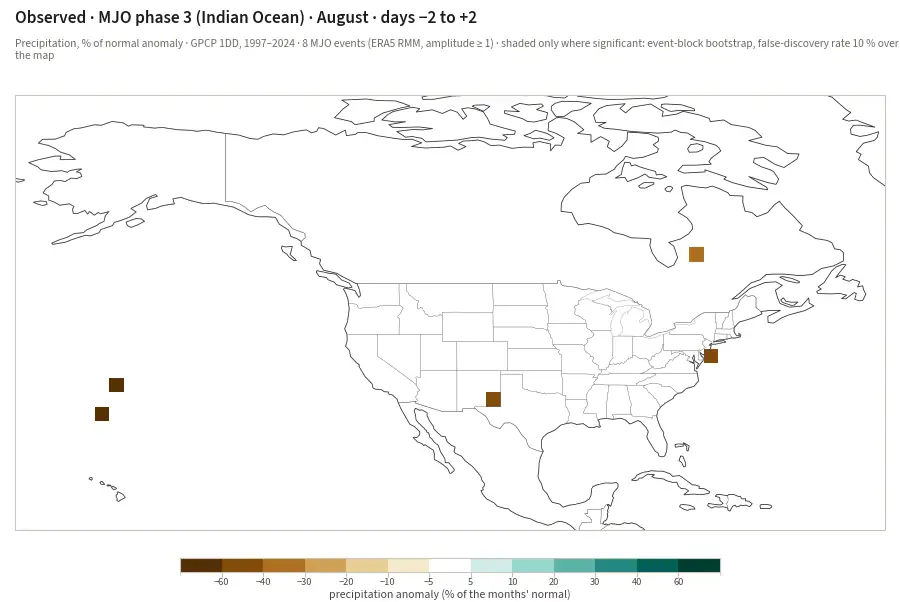 Observed · MJO phase 3 (Indian Ocean) · August · days −2 to +2
Precipitation, % of normal anomaly · GPCP 1DD, 1997–2024 · 8 MJO events (ERA5 RMM, amplitude ≥ 1) · shaded only where significant: event-block bootstrap, false-discovery rate 10 % over
the map
−60 −40 −30 −20 −10 −5 5 10 20 30 40 60
precipitation anomaly (% of the months' normal)